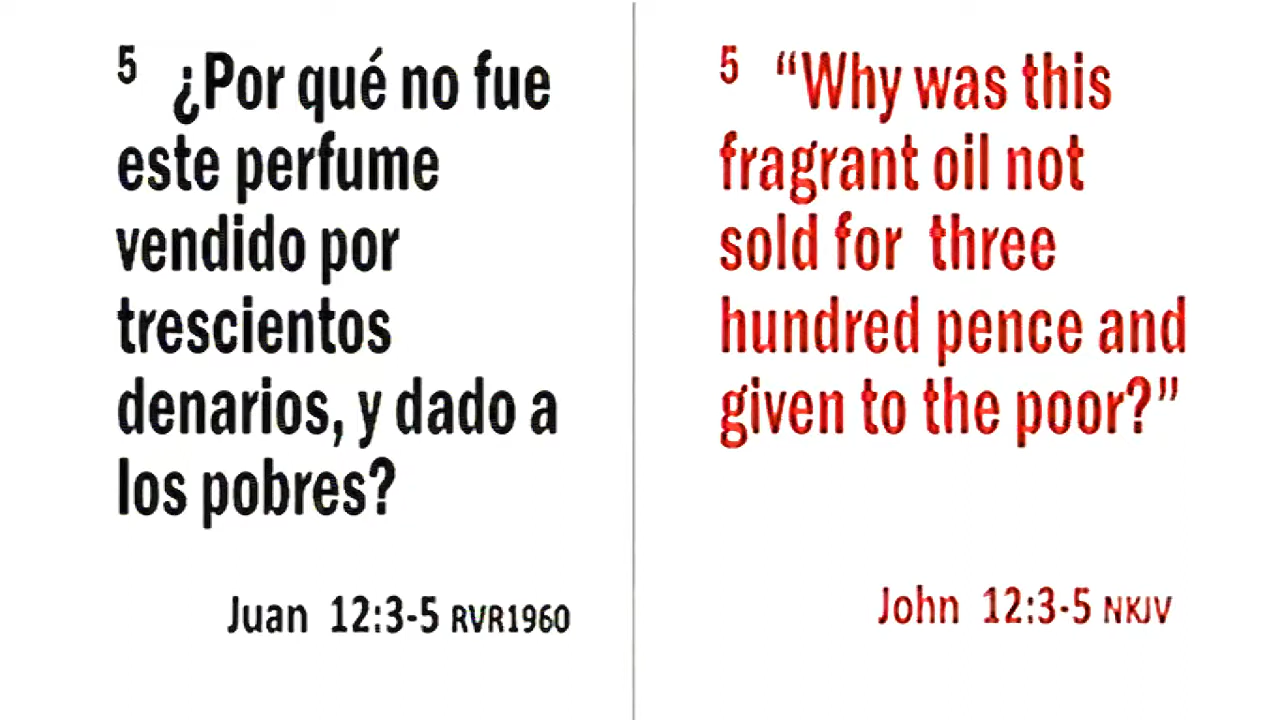 5 ¿Por qué no fue
este perfume
vendido por
trescientos
denarios, y dado a
los pobres?
Juan 12:3-5 RVR1960
5 “Why was this
fragrant oil not
sold for three
hundred pence and
given to the poor?”
John 12:3-5 NKJV